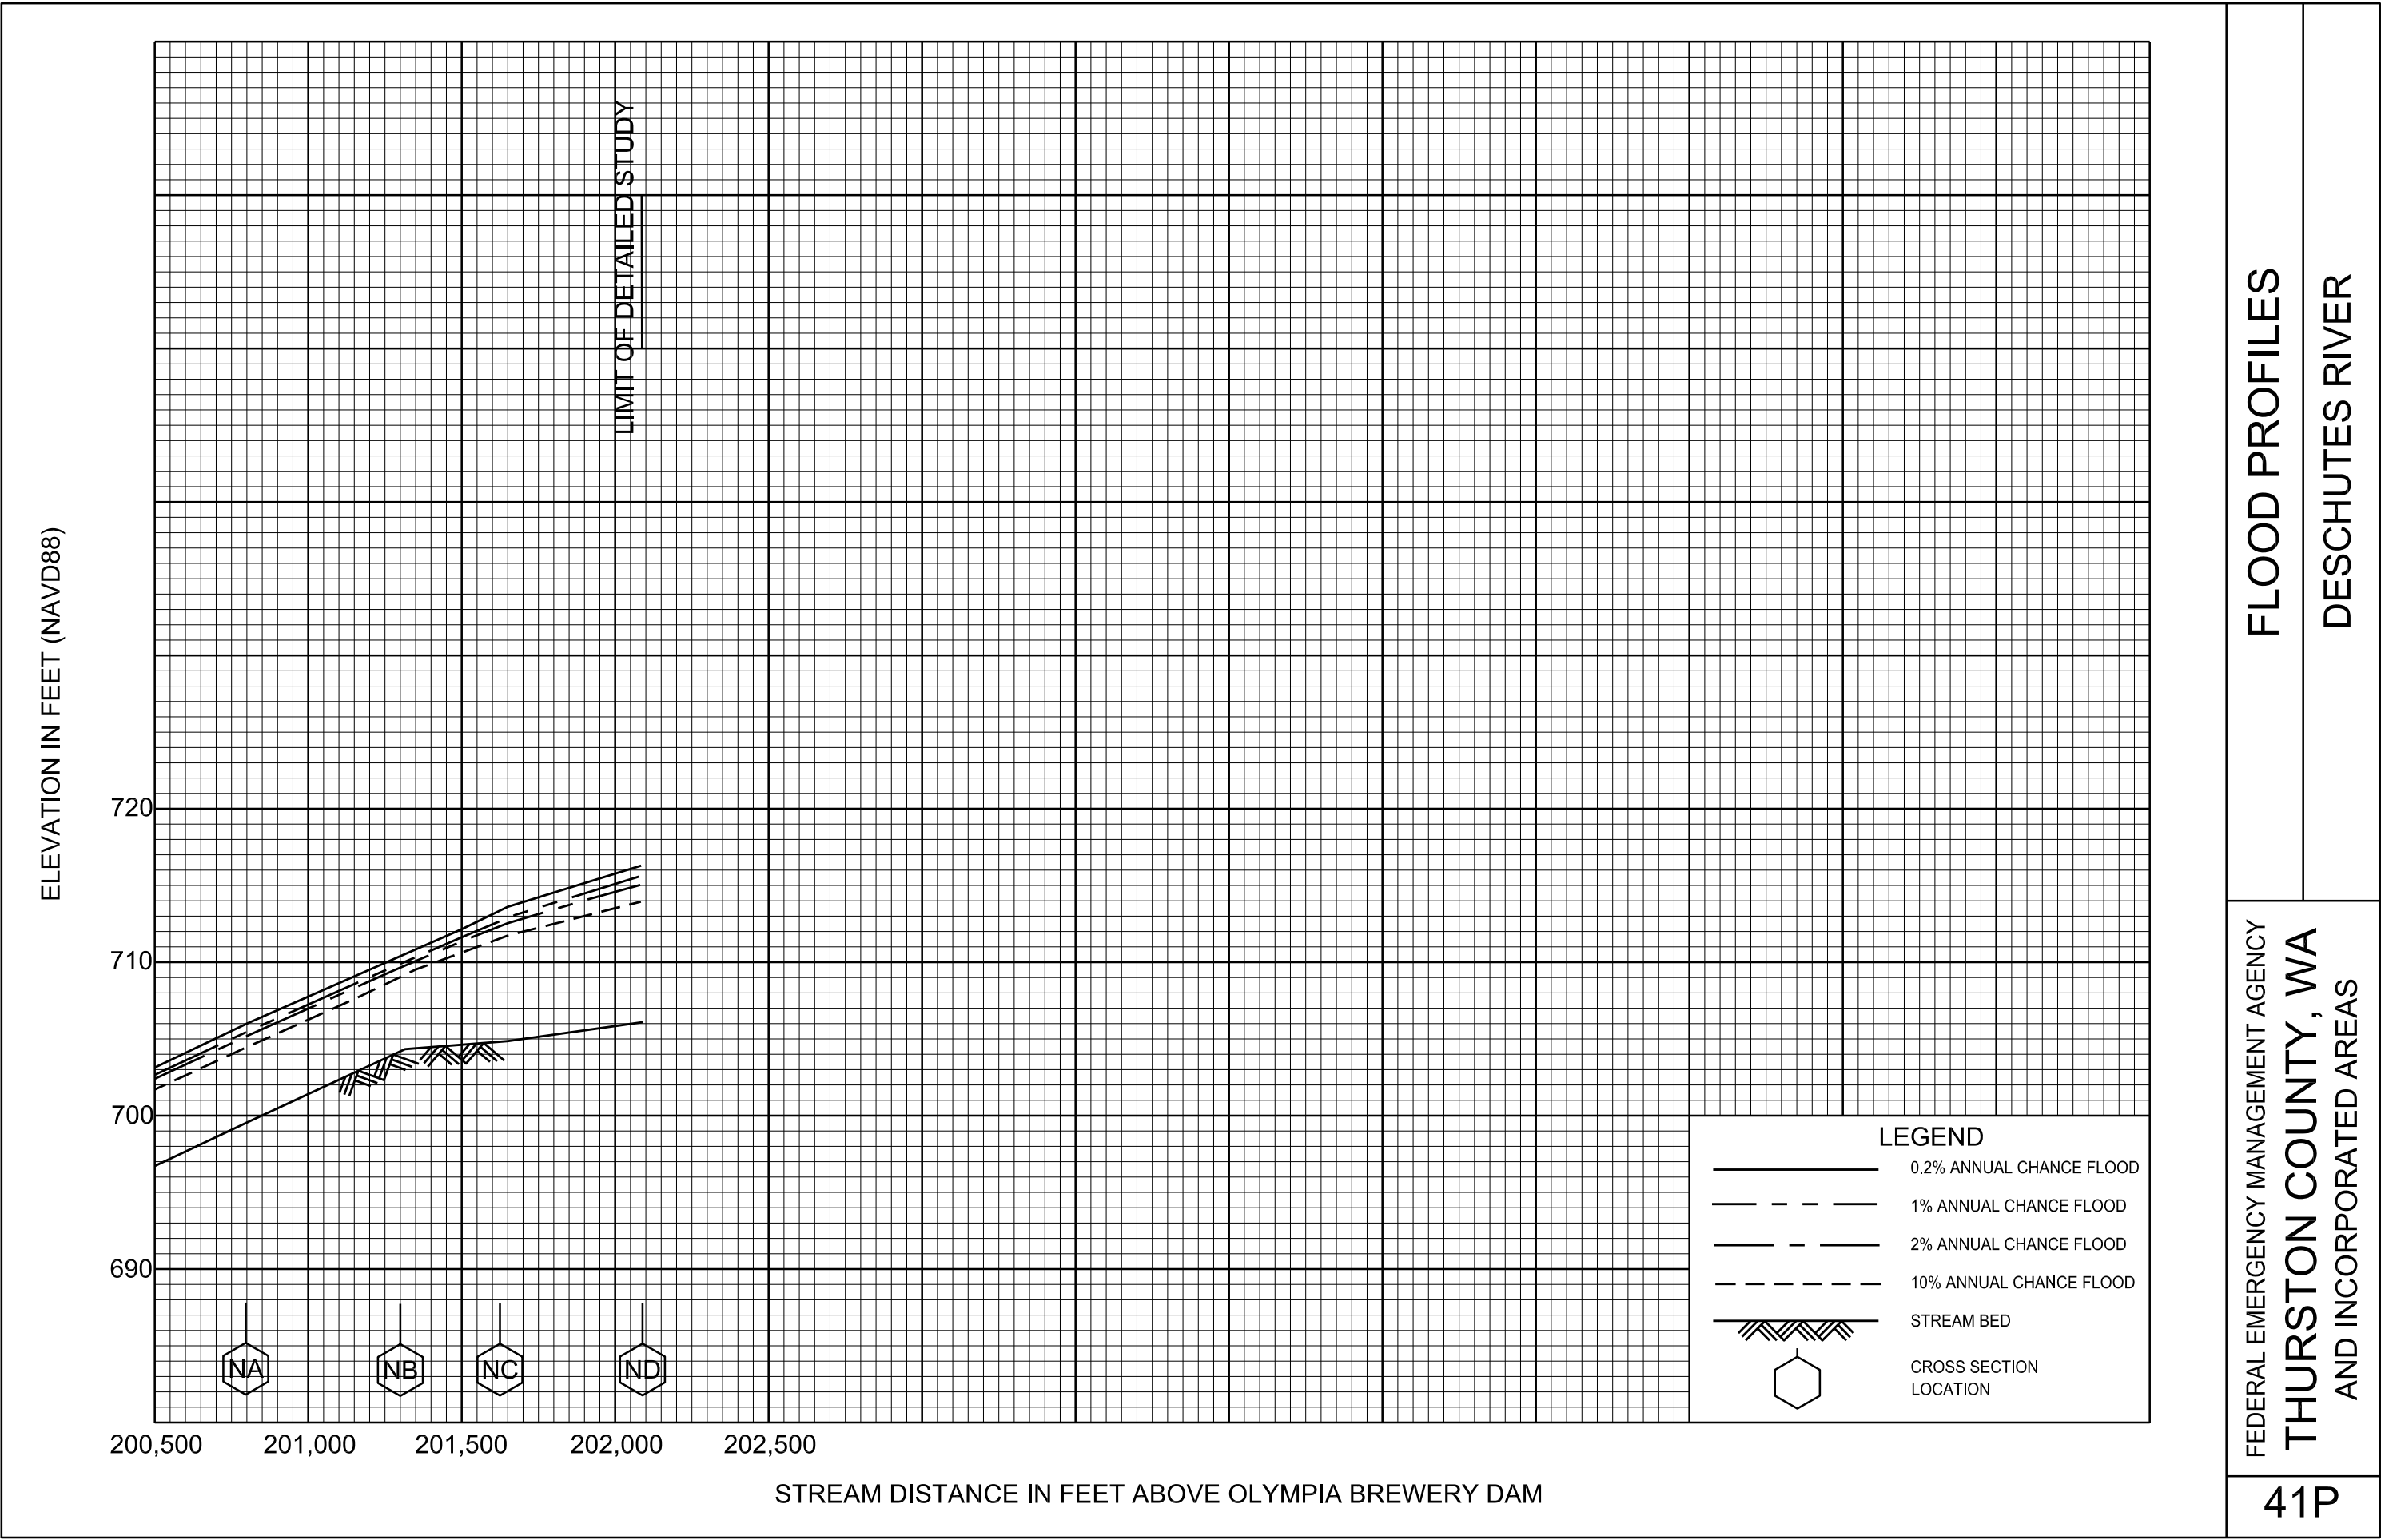 LIMIT OF DETAILED STUDY
ELEVATION IN FEET (NAVD88)
720
710
700
690
NA
NB
NC
ND
200,500
201,000
201,500
202,000
202,500
STREAM DISTANCE IN FEET ABOVE OLYMPIA BREWERY DAM
LEGEND
0.2% ANNUAL CHANCE FLOOD
1% ANNUAL CHANCE FLOOD
2% ANNUAL CHANCE FLOOD
10% ANNUAL CHANCE FLOOD
STREAM BED
CROSS SECTION
LOCATION
FLOOD PROFILES
DESCHUTES RIVER
FEDERAL EMERGENCY MANAGEMENT AGENCY
THURSTON COUNTY, WA
AND INCORPORATED AREAS
41P